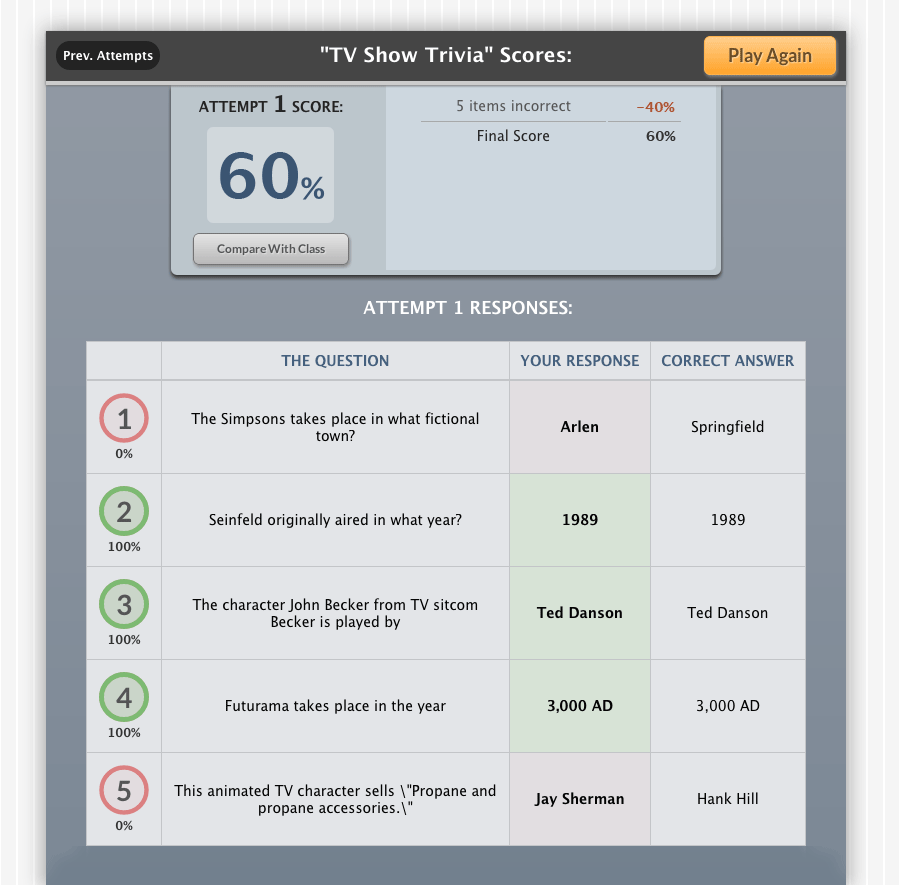 Prev. Attempts
"TV Show Trivia" Scores:
Play Again
ATTEMPT 1 SCORE:
60%
Compare With Class
5 items incorrect –40%
Final Score 60%
ATTEMPT 1 RESPONSES:
THE QUESTION YOUR RESPONSE CORRECT ANSWER
1
0%
The Simpsons takes place in what fictional
town?
Arlen
Springfield
2
100%
Seinfeld originally aired in what year?
1989
1989
3
100%
The character John Becker from TV sitcom
Becker is played by
Ted Danson
Ted Danson
4
100%
Futurama takes place in the year
3,000 AD
3,000 AD
5
0%
This animated TV character sells \"Propane and
propane accessories.\"
Jay Sherman
Hank Hill